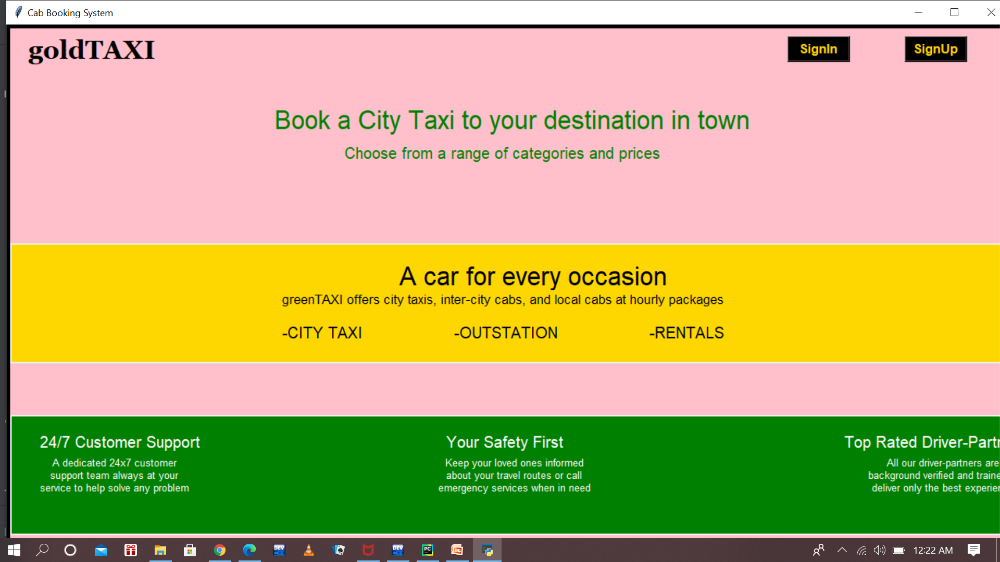 Cab Booking System
goldTAXI
SignIn
SignUp
Book a City Taxi to your destination in town
Choose from a range of categories and prices
A car for every occasion
greenTAXI offers city taxis, inter-city cabs, and local cabs at hourly packages
-CITY TAXI
-OUTSTATION
-RENTALS
24/7 Customer Support
A dedicated 24x7 customer
support team always at your
service to help solve any problem
Your Safety First
Keep your loved ones informed
about your travel routes or call
emergency services when in need
Top Rated Driver-Part
All our driver-partners are
background verified and traine
deliver only the best experie
DEV
DEV
PC
12:22 AM